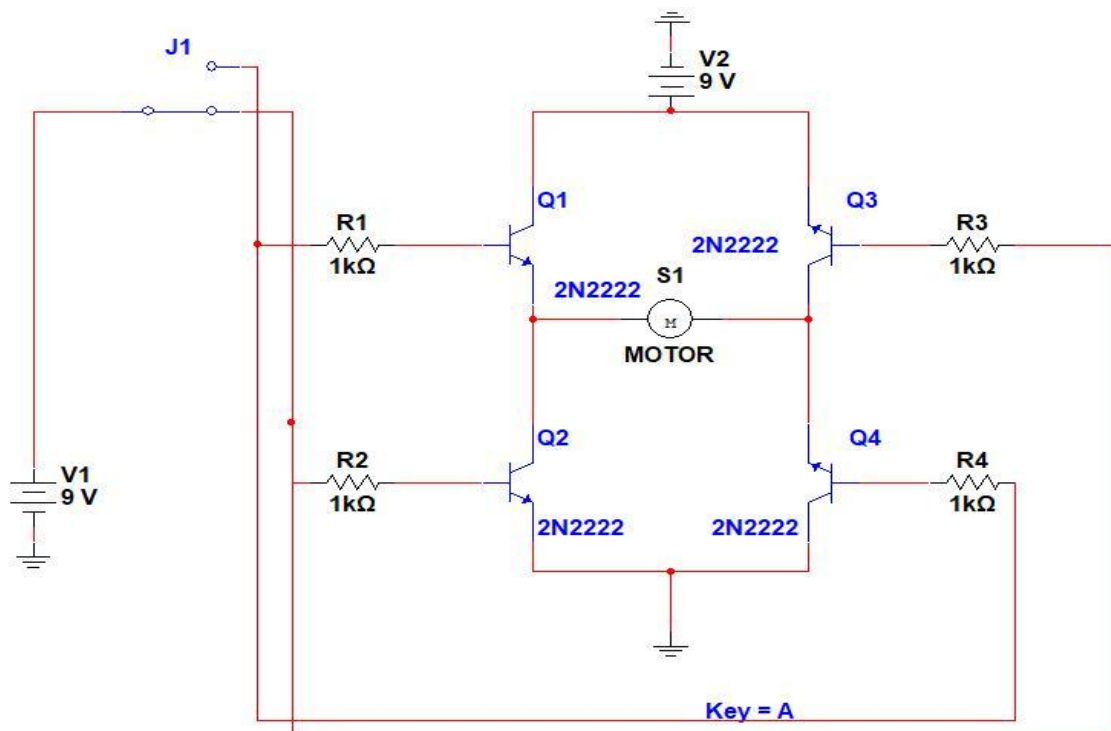 J1
V2
9 V
Q1
Q3
R1
1kΩ
2N2222
R3
1kΩ
S1
2N2222
M
MOTOR
Q2
Q4
V1
9 V
R2
1kΩ
R4
1kΩ
2N2222
2N2222
Key = A